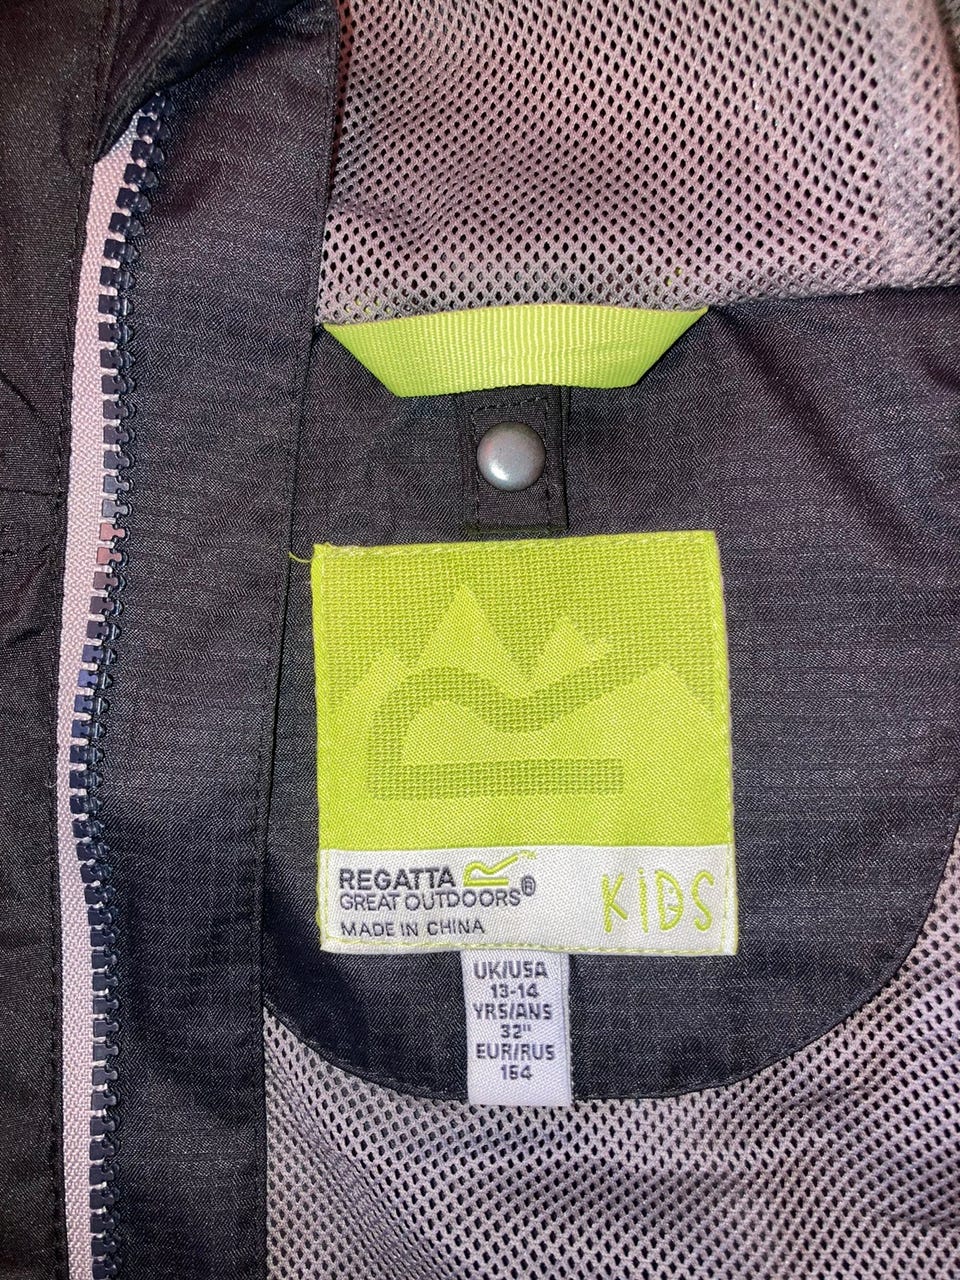 REGATTA
GREAT OUTDOORS®
MADE IN CHINA
KiDS
UK/USA
13-14
YRS/ANS
32"
EUR/RUS
164